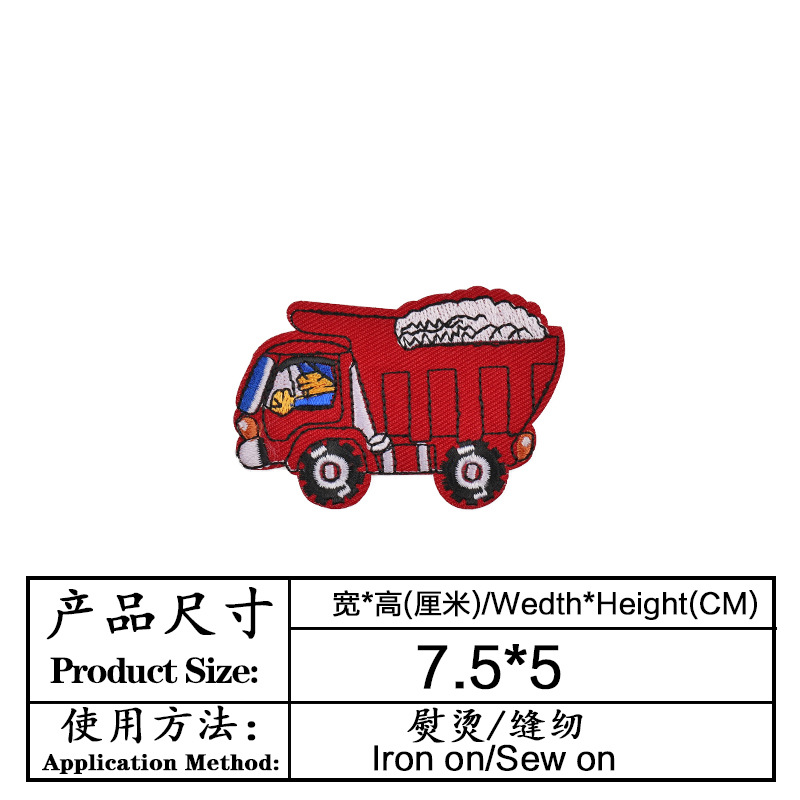 产品尺寸
Product Size:
宽*高(厘米)/Wedth*Height(CM)
7.5*5
使用方法:
Application Method:
熨烫/缝纫
Iron on/Sew on